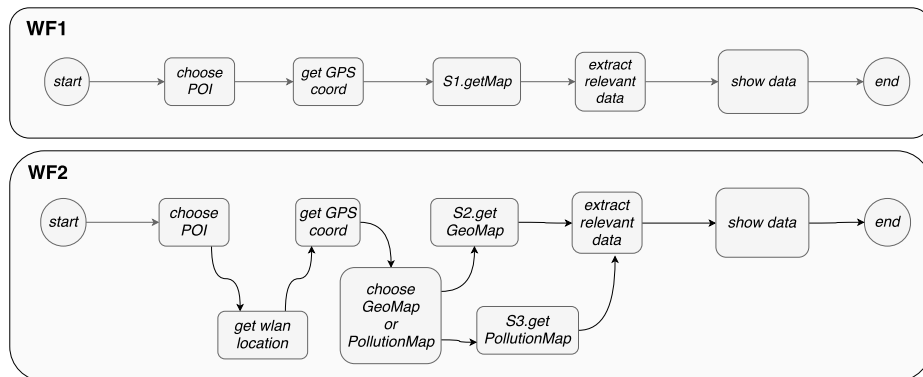 WF1
start
choose
POI
get GPS
coord
S1.getMap
extract
relevant
data
show data
end
WF2
start
choose
POI
get wlan
location
get GPS
coord
choose
GeoMap
or
PollutionMap
S2.get
GeoMap
S3.get
PollutionMap
extract
relevant
data
show data
end